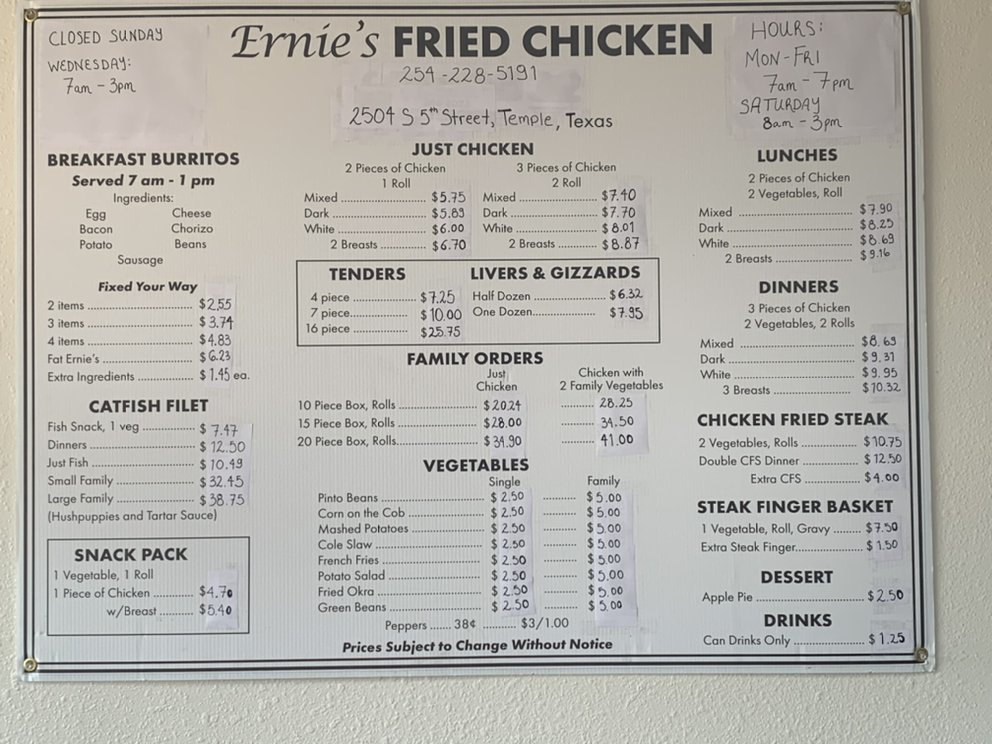 CLOSED SUNDAY
WEDNESDAY:
7am - 3pm
Ernie's FRIED CHICKEN
254-228-5191
2504 S 5th Street, Temple, Texas
HOURS:
MON-FRI
7am - 7pm
SATURDAY
8am - 3pm
BREAKFAST BURRITOS
Served 7 am - 1 pm
Ingredients:
Egg Cheese
Bacon Chorizo
Potato Beans
Sausage
Fixed Your Way
2 items $2.55
3 items $3.74
4 items $4.83
Fat Ernie's $6.23
Extra Ingredients $1.45 ea.
CATFISH FILET
Fish Snack, 1 veg $7.47
Dinners $12.50
Just Fish $10.49
Small Family $32.45
Large Family $38.75
(Hushpuppies and Tartar Sauce)
SNACK PACK
1 Vegetable, 1 Roll
1 Piece of Chicken $4.70
w/Breast $5.40
JUST CHICKEN
2 Pieces of Chicken
1 Roll
Mixed $5.75
Dark $5.89
White $6.00
2 Breasts $6.70
3 Pieces of Chicken
2 Roll
Mixed $7.40
Dark $7.70
White $8.01
2 Breasts $8.87
TENDERS
4 piece $7.25
7 piece $10.00
16 piece $25.75
LIVERS & GIZZARDS
Half Dozen $6.32
One Dozen $7.95
FAMILY ORDERS
Just Chicken
Chicken with 2 Family Vegetables
10 Piece Box, Rolls $20.24 28.25
15 Piece Box, Rolls $28.00 34.50
20 Piece Box, Rolls $34.90 41.00
VEGETABLES
Single Family
Pinto Beans $2.50 $5.00
Corn on the Cob $2.50 $5.00
Mashed Potatoes $2.50 $5.00
Cole Slaw $2.50 $5.00
French Fries $2.50 $5.00
Potato Salad $2.50 $5.00
Fried Okra $2.50 $5.00
Green Beans $2.50 $5.00
Peppers 38¢ $3/1.00
Prices Subject to Change Without Notice
LUNCHES
2 Pieces of Chicken
2 Vegetables, Roll
Mixed $7.90
Dark $8.25
White $8.69
2 Breasts $9.16
DINNERS
3 Pieces of Chicken
2 Vegetables, 2 Rolls
Mixed $8.69
Dark $9.31
White $9.95
3 Breasts $10.32
CHICKEN FRIED STEAK
2 Vegetables, Rolls $10.75
Double CFS Dinner $12.50
Extra CFS $4.00
STEAK FINGER BASKET
1 Vegetable, Roll, Gravy $7.50
Extra Steak Finger $1.50
DESSERT
Apple Pie $2.50
DRINKS
Can Drinks Only $1.25